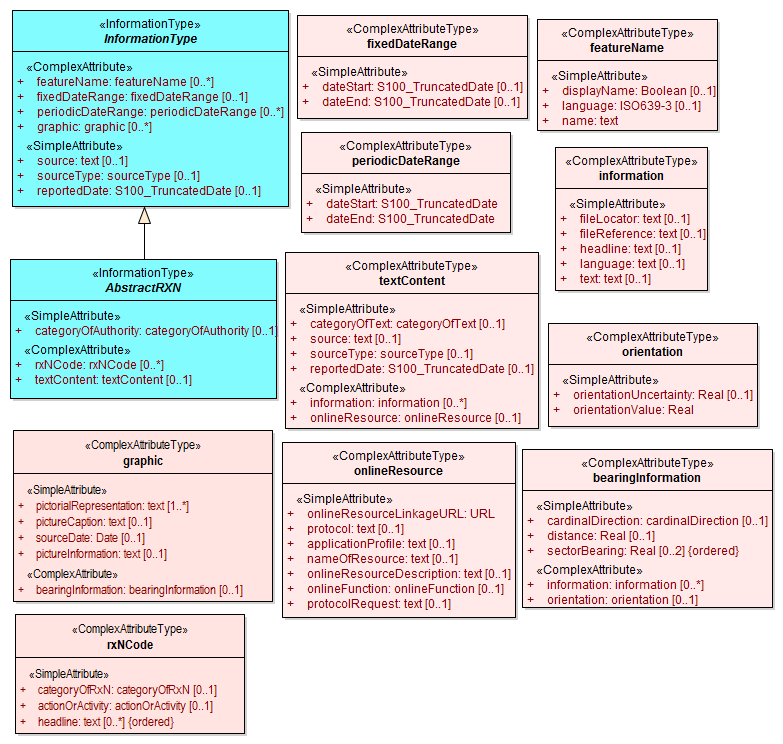 «InformationType»
InformationType
«ComplexAttribute»
+ featureName: featureName [0..*]
+ fixedDateRange: fixedDateRange [0..1]
+ periodicDateRange: periodicDateRange [0..*]
+ graphic: graphic [0..*]
«SimpleAttribute»
+ source: text [0..1]
+ sourceType: sourceType [0..1]
+ reportedDate: S100_TruncatedDate [0..1]
«ComplexAttributeType»
fixedDateRange
«SimpleAttribute»
+ dateStart: S100_TruncatedDate [0..1]
+ dateEnd: S100_TruncatedDate [0..1]
«ComplexAttributeType»
featureName
«SimpleAttribute»
+ displayName: Boolean [0..1]
+ language: ISO639-3 [0..1]
+ name: text
«ComplexAttributeType»
periodicDateRange
«SimpleAttribute»
+ dateStart: S100_TruncatedDate
+ dateEnd: S100_TruncatedDate
«ComplexAttributeType»
information
«SimpleAttribute»
+ fileLocator: text [0..1]
+ fileReference: text [0..1]
+ headline: text [0..1]
+ language: text [0..1]
+ text: text [0..1]
«InformationType»
AbstractRXN
«SimpleAttribute»
+ categoryOfAuthority: categoryOfAuthority [0..1]
«ComplexAttribute»
+ rxNCode: rxNCode [0..*]
+ textContent: textContent [0..1]
«ComplexAttributeType»
textContent
«SimpleAttribute»
+ categoryOfText: categoryOfText [0..1]
+ source: text [0..1]
+ sourceType: sourceType [0..1]
+ reportedDate: S100_TruncatedDate [0..1]
«ComplexAttribute»
+ information: information [0..*]
+ onlineResource: onlineResource [0..1]
«ComplexAttributeType»
orientation
«SimpleAttribute»
+ orientationUncertainty: Real [0..1]
+ orientationValue: Real
«ComplexAttributeType»
graphic
«SimpleAttribute»
+ pictorialRepresentation: text [1..*]
+ pictureCaption: text [0..1]
+ sourceDate: Date [0..1]
+ pictureInformation: text [0..1]
«ComplexAttribute»
+ bearingInformation: bearingInformation [0..1]
«ComplexAttributeType»
onlineResource
«SimpleAttribute»
+ onlineResourceLinkageURL: URL
+ protocol: text [0..1]
+ applicationProfile: text [0..1]
+ nameOfResource: text [0..1]
+ onlineResourceDescription: text [0..1]
+ onlineFunction: onlineFunction [0..1]
+ protocolRequest: text [0..1]
«ComplexAttributeType»
bearingInformation
«SimpleAttribute»
+ cardinalDirection: cardinalDirection [0..1]
+ distance: Real [0..1]
+ sectorBearing: Real [0..2] {ordered}
«ComplexAttribute»
+ information: information [0..*]
+ orientation: orientation [0..1]
«ComplexAttributeType»
rxNCode
«SimpleAttribute»
+ categoryOfRxN: categoryOfRxN [0..1]
+ actionOrActivity: actionOrActivity [0..1]
+ headline: text [0..*] {ordered}